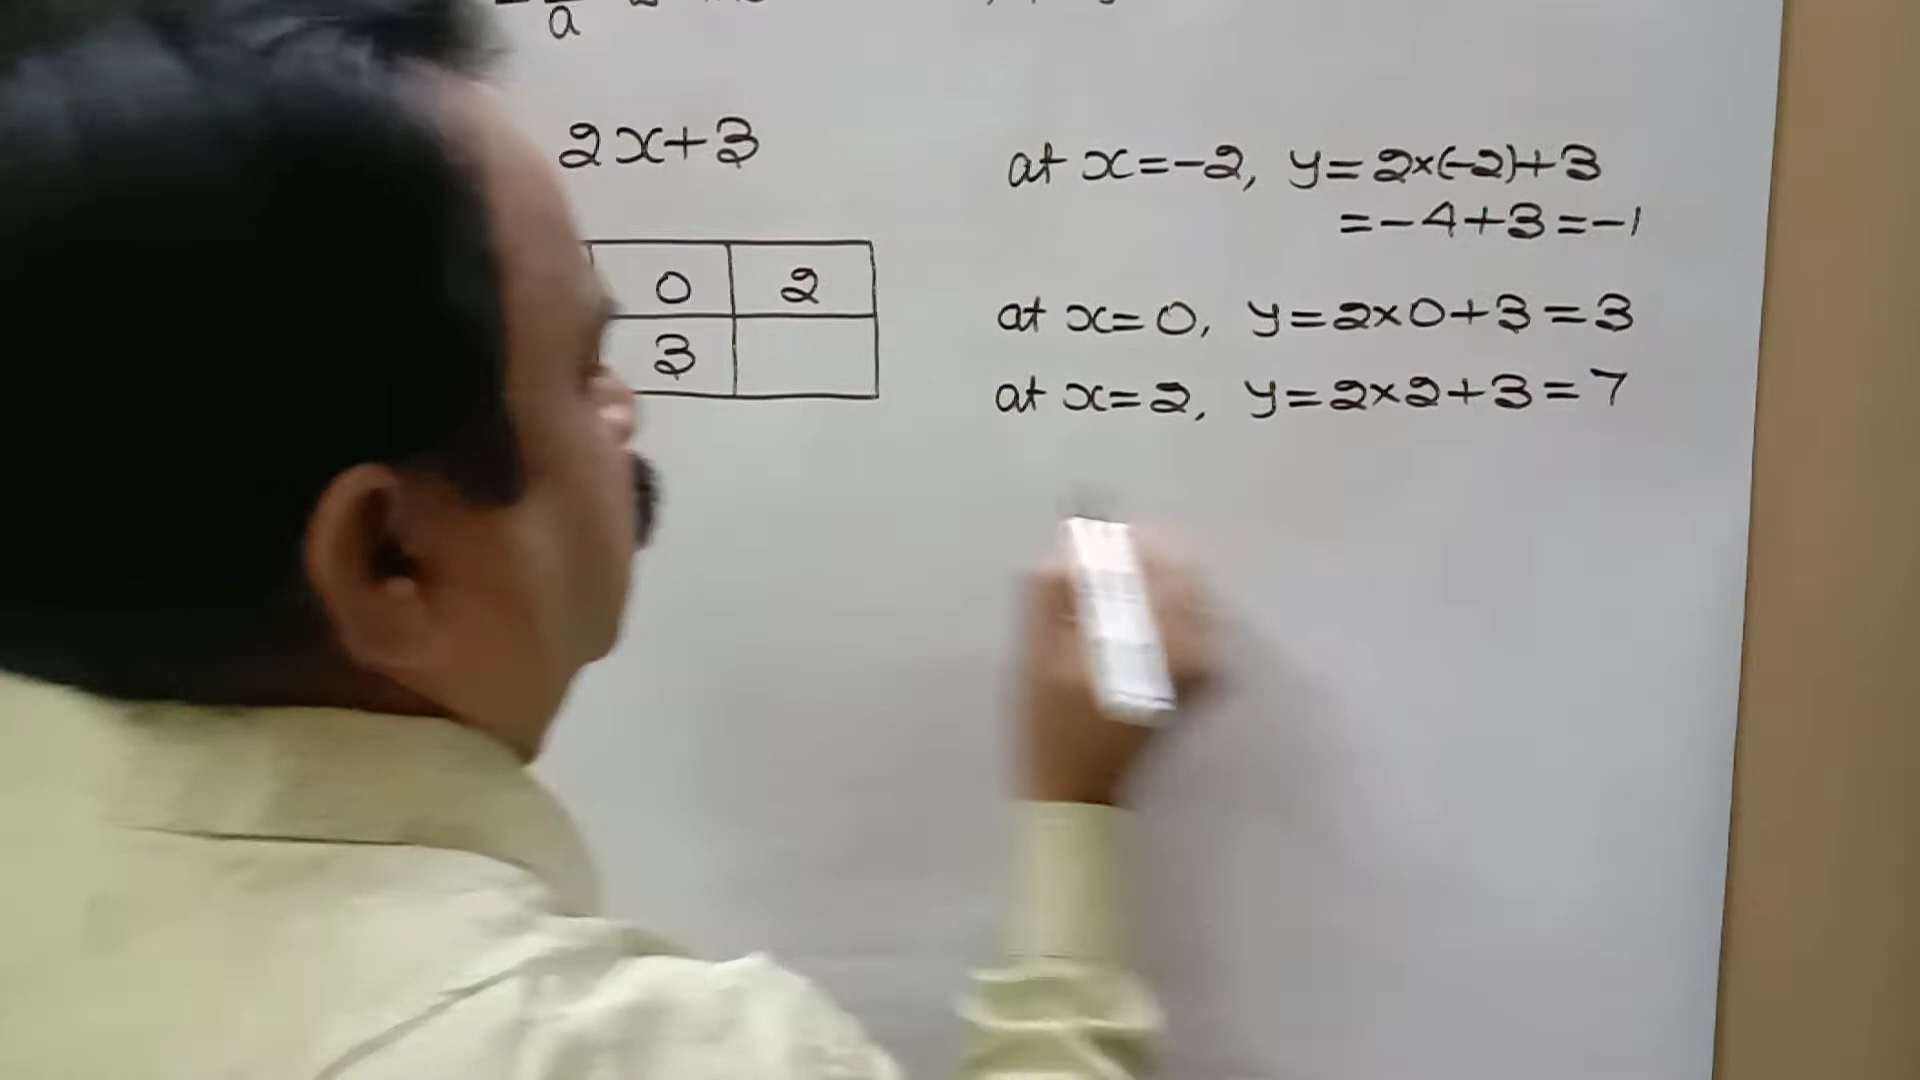 a
2x+3
0 2
3
at x=-2, y=2×(-2)+3
=-4+3=-1
at x=0, y=2×0+3=3
at x=2, y=2×2+3=7